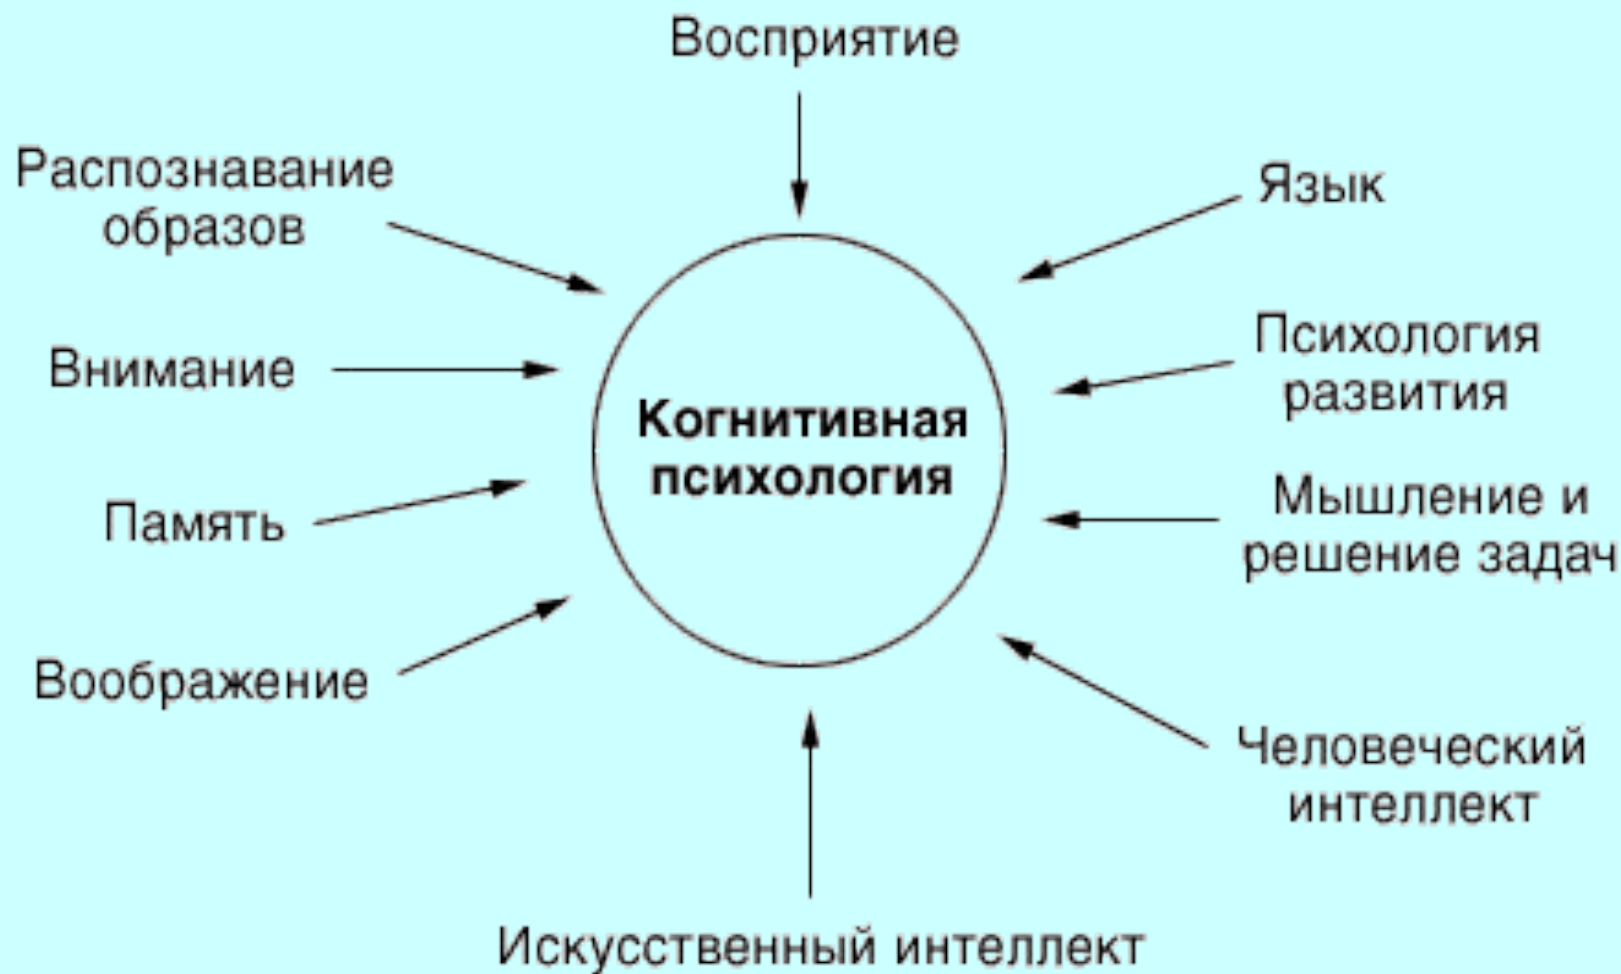 Восприятие
Распознавание
образов
Язык
Внимание
Психология
развития
Когнитивная
психология
Память
Мышление и
решение задач
Воображение
Человеческий
интеллект
Искусственный интеллект